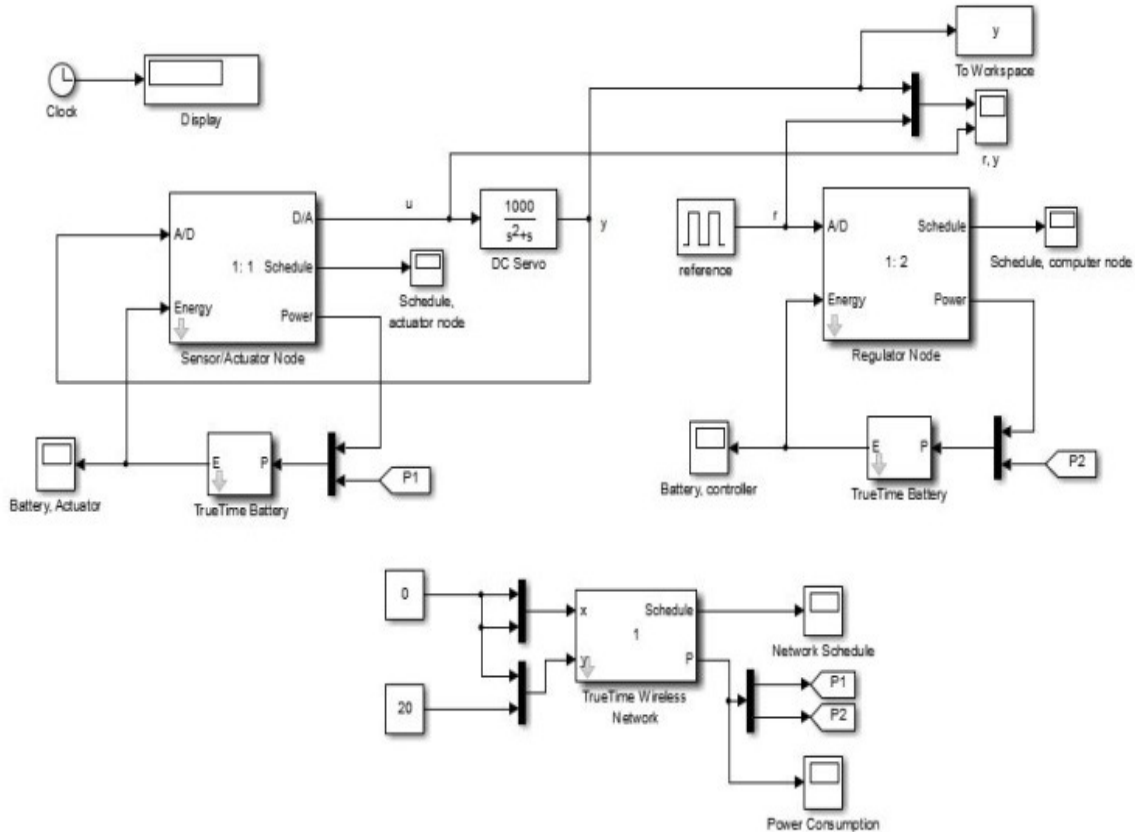 y
To Workspace
Clock
Display
r, y
D/A
u
A/D
1: 1
Schedule
Energy
Power
Sensor/Actuator Node
1000
s²+s
DC Servo
y
Schedule,
actuator node
reference
r
A/D
Schedule
1: 2
Energy
Power
Regulator Node
Schedule, computer node
Battery, Actuator
E
P
TrueTime Battery
P1
Battery, controller
E
P
TrueTime Battery
P2
0
20
x
Schedule
1
y
P
TrueTime Wireless
Network
Network Schedule
P1
P2
Power Consumption